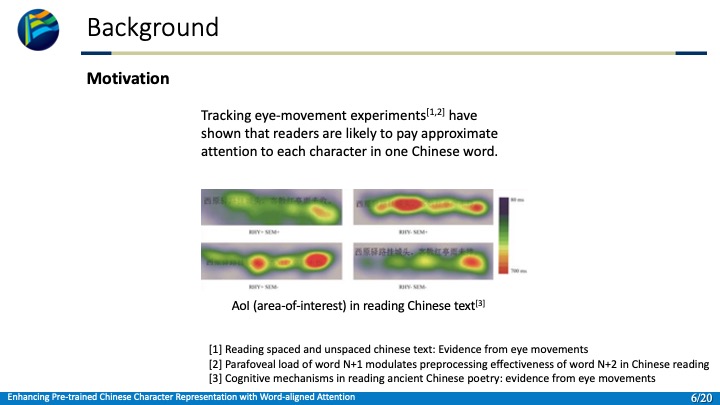 Background
Motivation
Tracking eye-movement experiments[1,2] have
shown that readers are likely to pay approximate
attention to each character in one Chinese word.
80 ms
RHY+ SEM+
RHY- SEM+
700 ms
RHY+ SEM-
RHY- SEM-
AoI (area-of-interest) in reading Chinese text[3]
[1] Reading spaced and unspaced chinese text: Evidence from eye movements
[2] Parafoveal load of word N+1 modulates preprocessing effectiveness of word N+2 in Chinese reading
[3] Cognitive mechanisms in reading ancient Chinese poetry: evidence from eye movements
Enhancing Pre-trained Chinese Character Representation with Word-aligned Attention
6/20